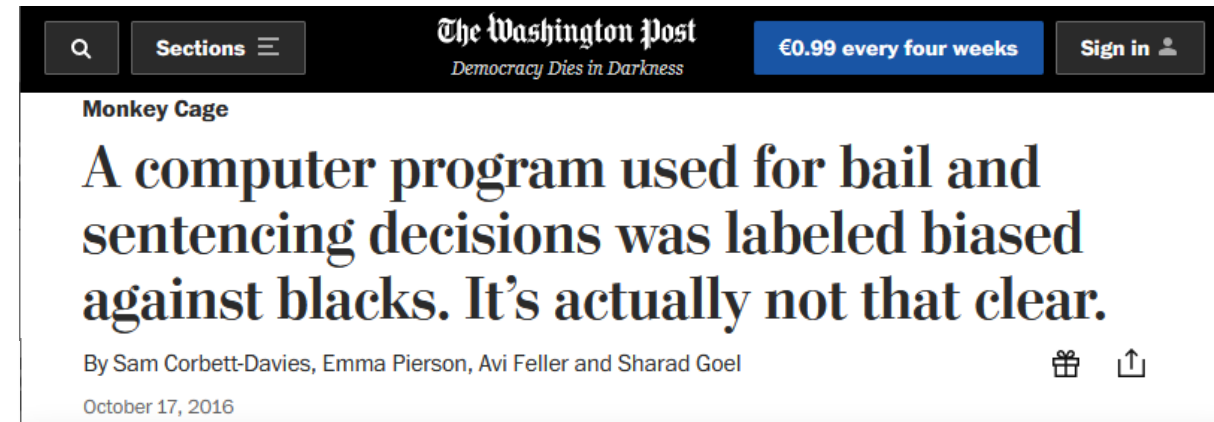 Sections
The Washington Post
Democracy Dies in Darkness
€0.99 every four weeks
Sign in
Monkey Cage
A computer program used for bail and
sentencing decisions was labeled biased
against blacks. It’s actually not that clear.
By Sam Corbett-Davies, Emma Pierson, Avi Feller and Sharad Goel
October 17, 2016